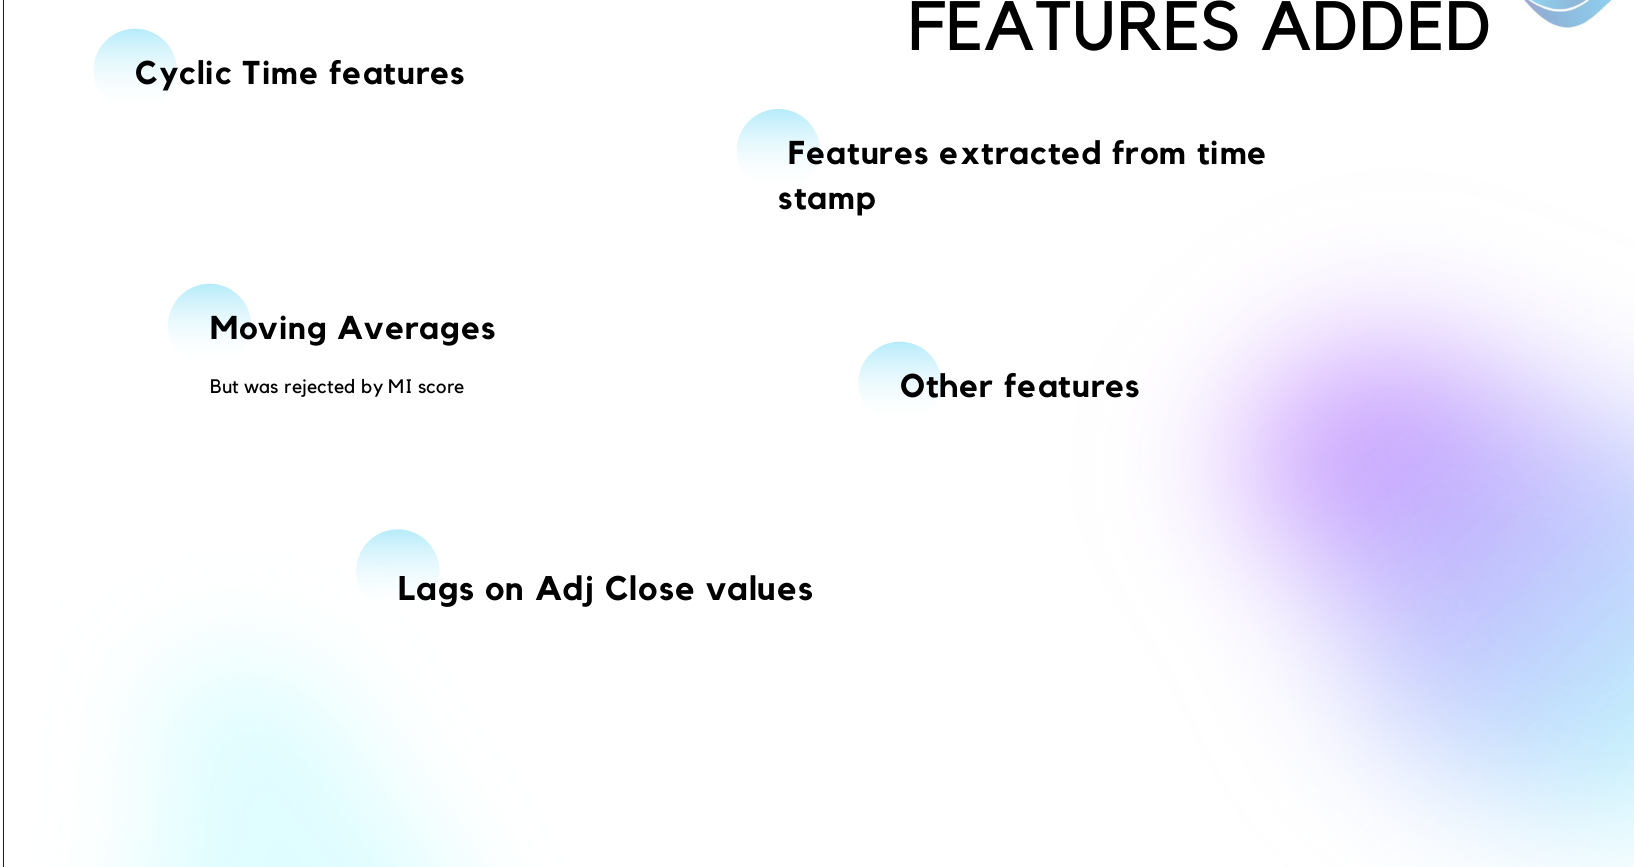 FEATURES ADDED
Cyclic Time features
Features extracted from time
stamp
Moving Averages
But was rejected by MI score
Other features
Lags on Adj Close values